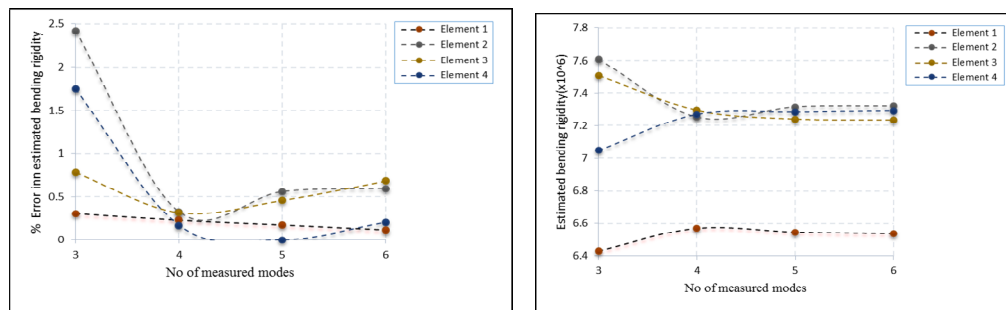 % Error inn estimated bending rigidity
2.5
2
1.5
1
0.5
0
3
4
5
6
No of measured modes
Element 1
Element 2
Element 3
Element 4
Estimated bending rigidity(x10^6)
7.8
7.6
7.4
7.2
7
6.8
6.6
6.4
3
4
5
6
No of measured modes
Element 1
Element 2
Element 3
Element 4